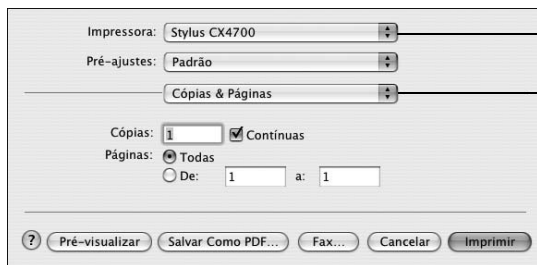 Impressora: Stylus CX4700
Pré-ajustes: Padrão
Cópias & Páginas
Cópias: 1 Contínuas
Páginas: Todas
De: 1 a: 1
? Pré-visualizar Salvar Como PDF... Fax... Cancelar Imprimir